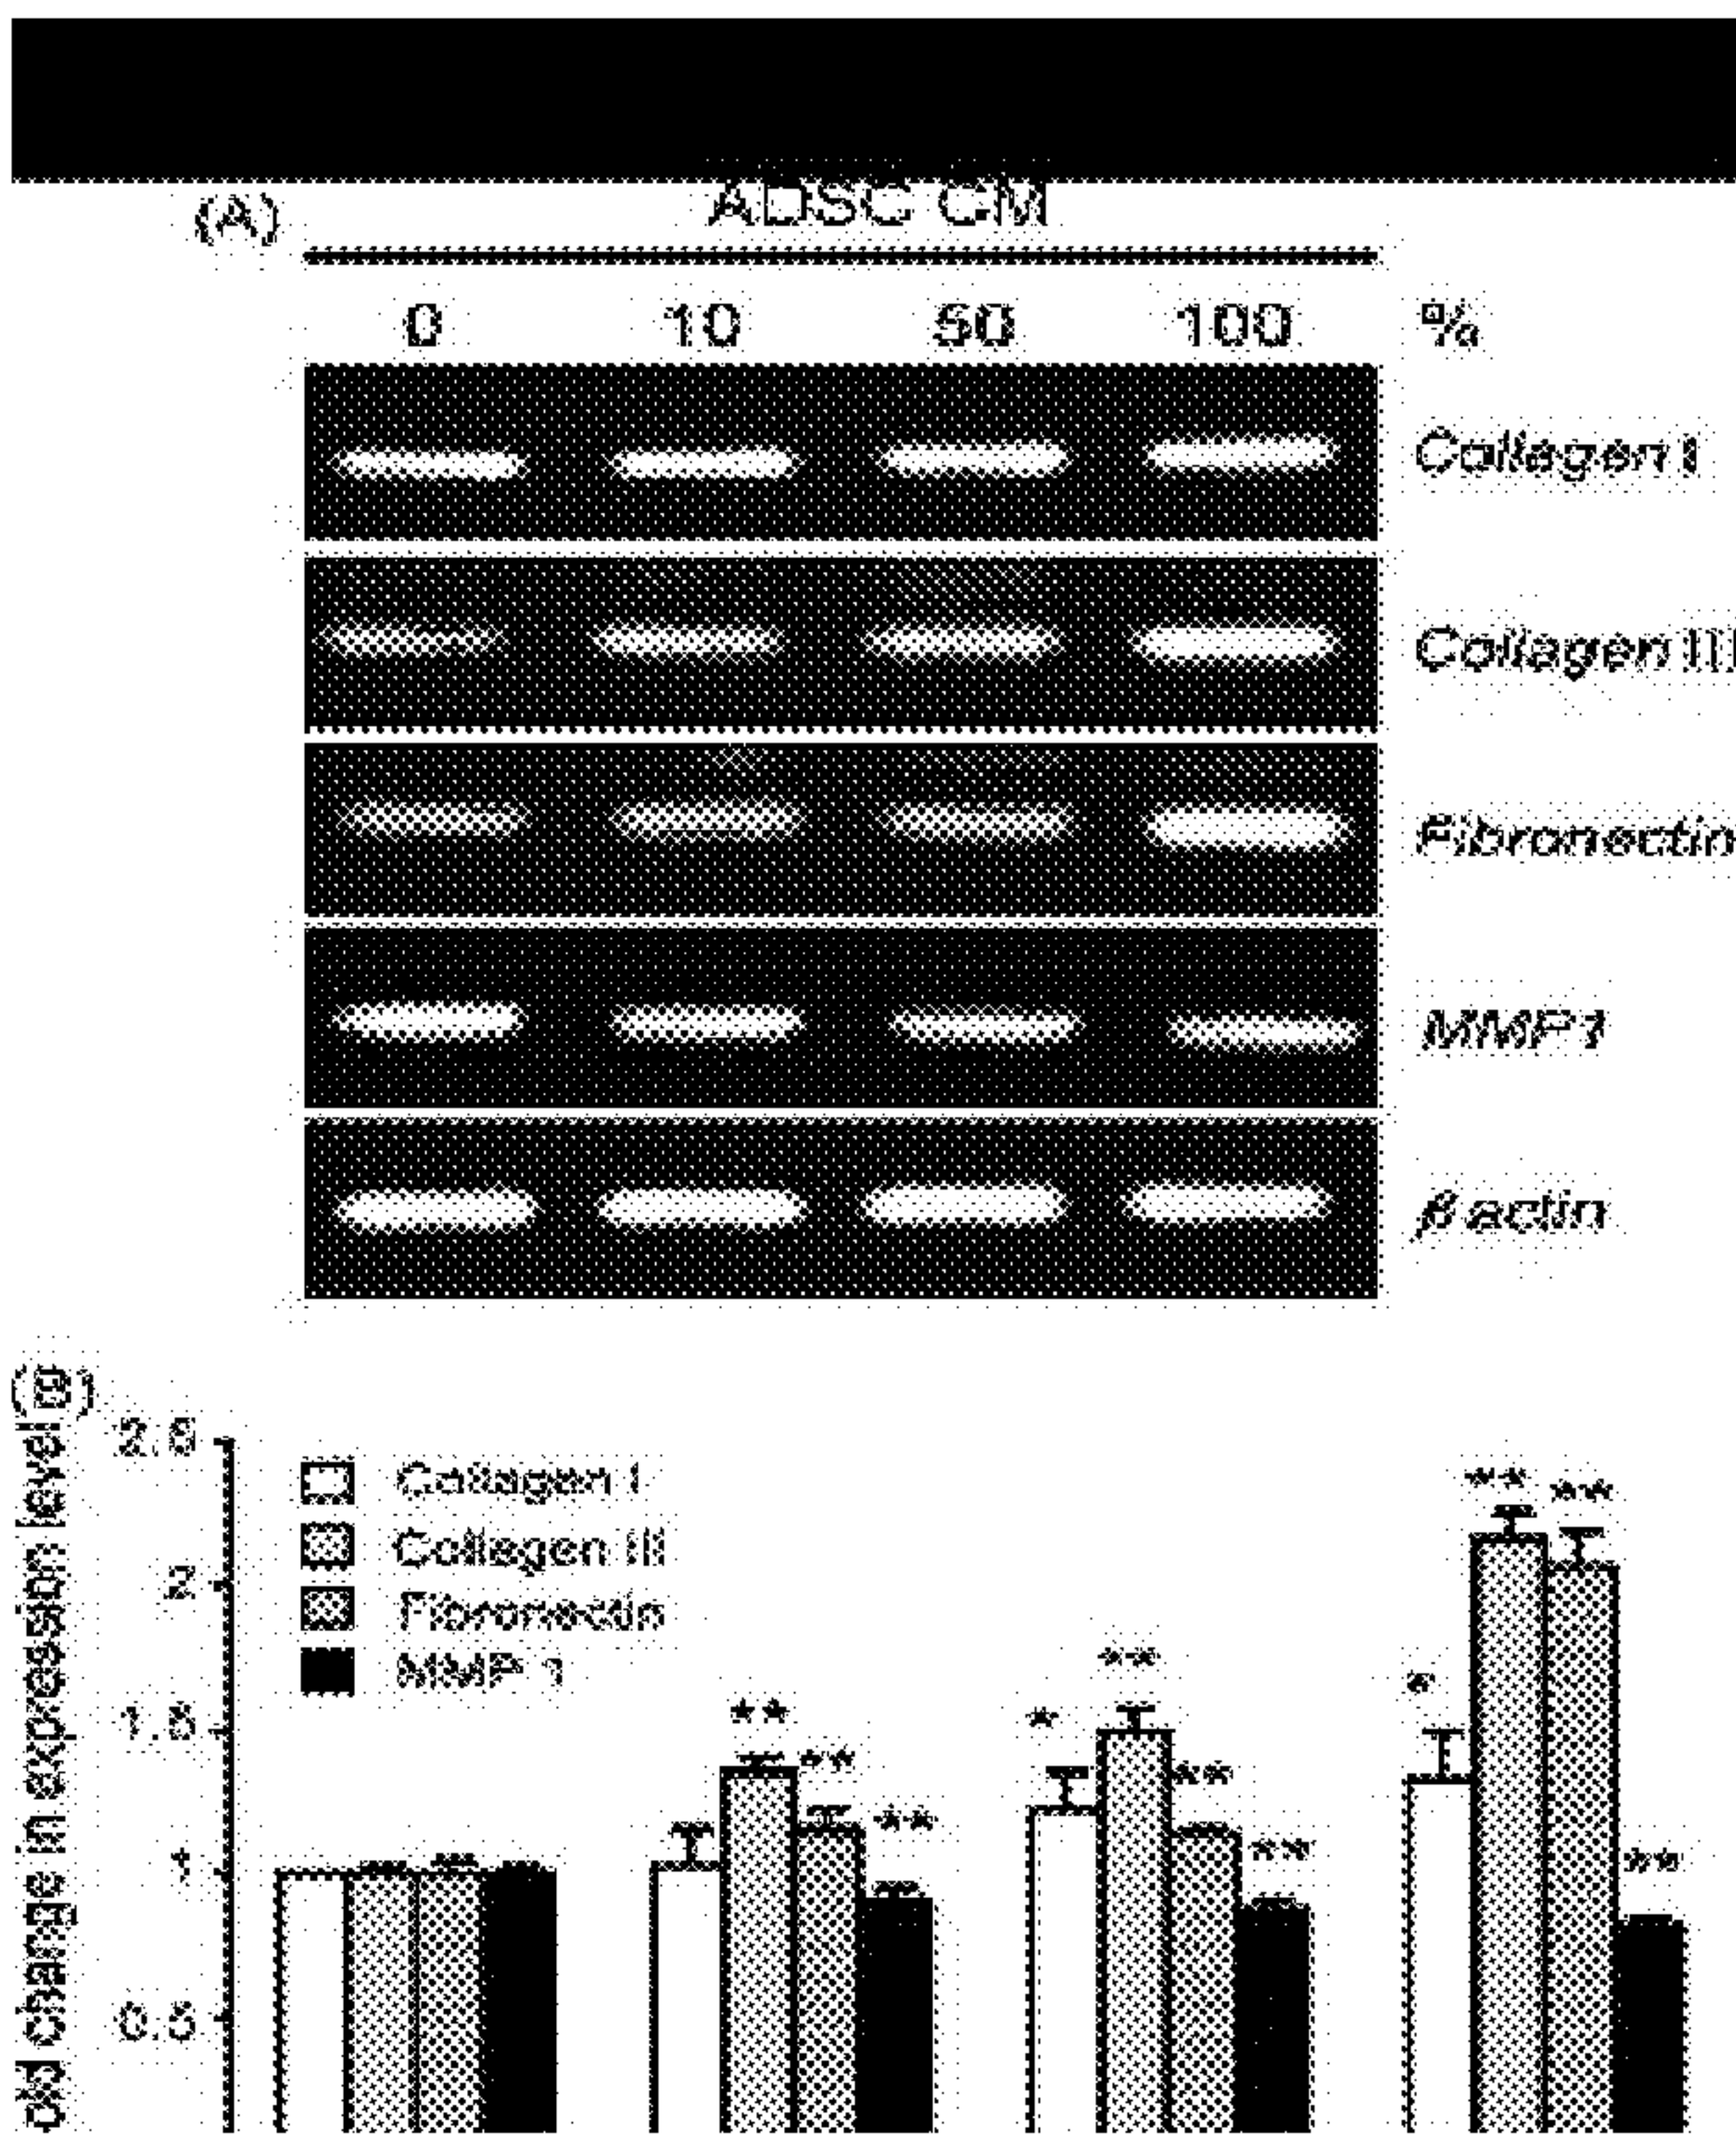 (A)
ADSC CM
0 10 50 100 %
Collagen I
Collagen III
Fibronectin
MMP1
β actin
(B)
old change in expression level
2.5
2
1.5
1
0.5
Collagen I
Collagen III
Fibronectin
MMP 1
** ** **
* ** ** **
* ** ** **